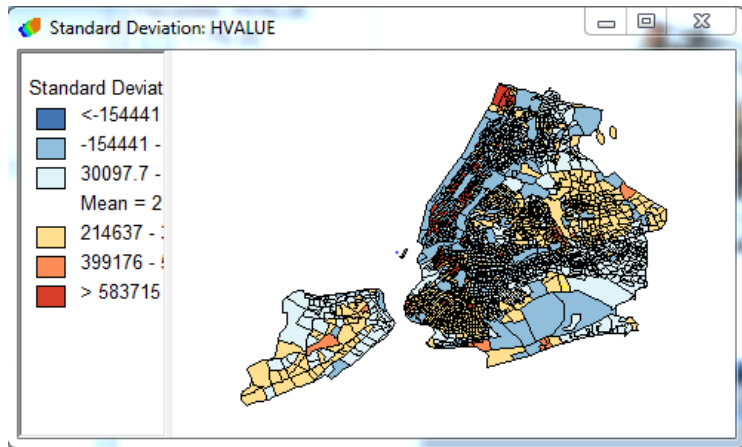 Standard Deviation: HVALUE
Standard Deviat
<-154441
-154441 -
30097.7 -
Mean = 2
214637 -
399176 -
> 583715